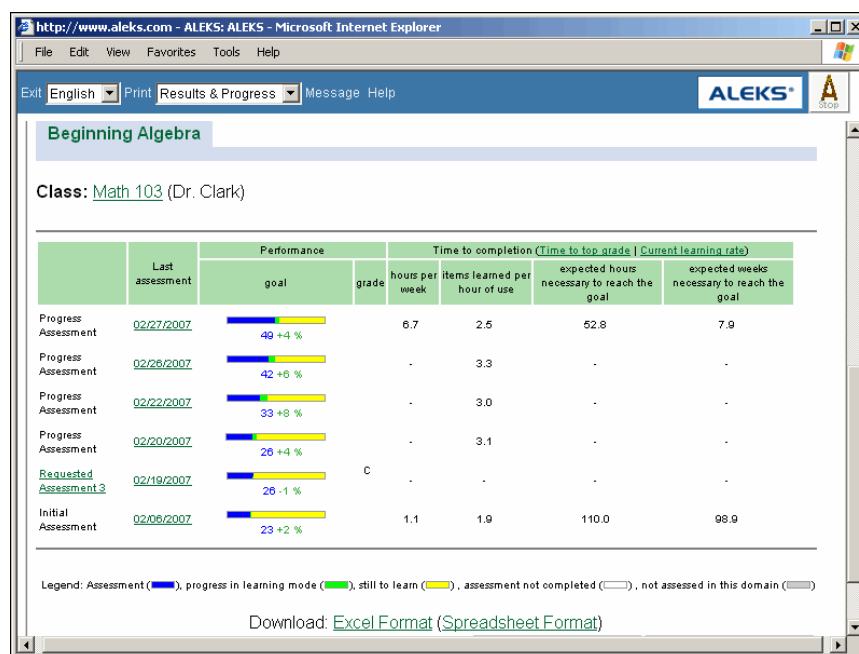 http://www.aleks.com - ALEKS: ALEKS - Microsoft Internet Explorer
File Edit View Favorites Tools Help
Exit English Print Results & Progress Message Help ALEKS® A Stop
Beginning Algebra
Class: Math 103 (Dr. Clark)
Last assessment Performance Time to completion (Time to top grade | Current learning rate)
goal grade hours per week items learned per hour of use expected hours necessary to reach the goal expected weeks necessary to reach the goal
Progress Assessment 02/27/2007 49 +4 % 6.7 2.5 52.8 7.9
Progress Assessment 02/26/2007 42 +6 % - 3.3 - -
Progress Assessment 02/22/2007 33 +8 % - 3.0 - -
Progress Assessment 02/20/2007 26 +4 % - 3.1 - -
Requested Assessment 3 02/19/2007 26 -1 % C - - - -
Initial Assessment 02/06/2007 23 +2 % 1.1 1.9 110.0 98.9
Legend: Assessment ( ), progress in learning mode ( ), still to learn ( ) , assessment not completed ( ) , not assessed in this domain ( )
Download: Excel Format (Spreadsheet Format)